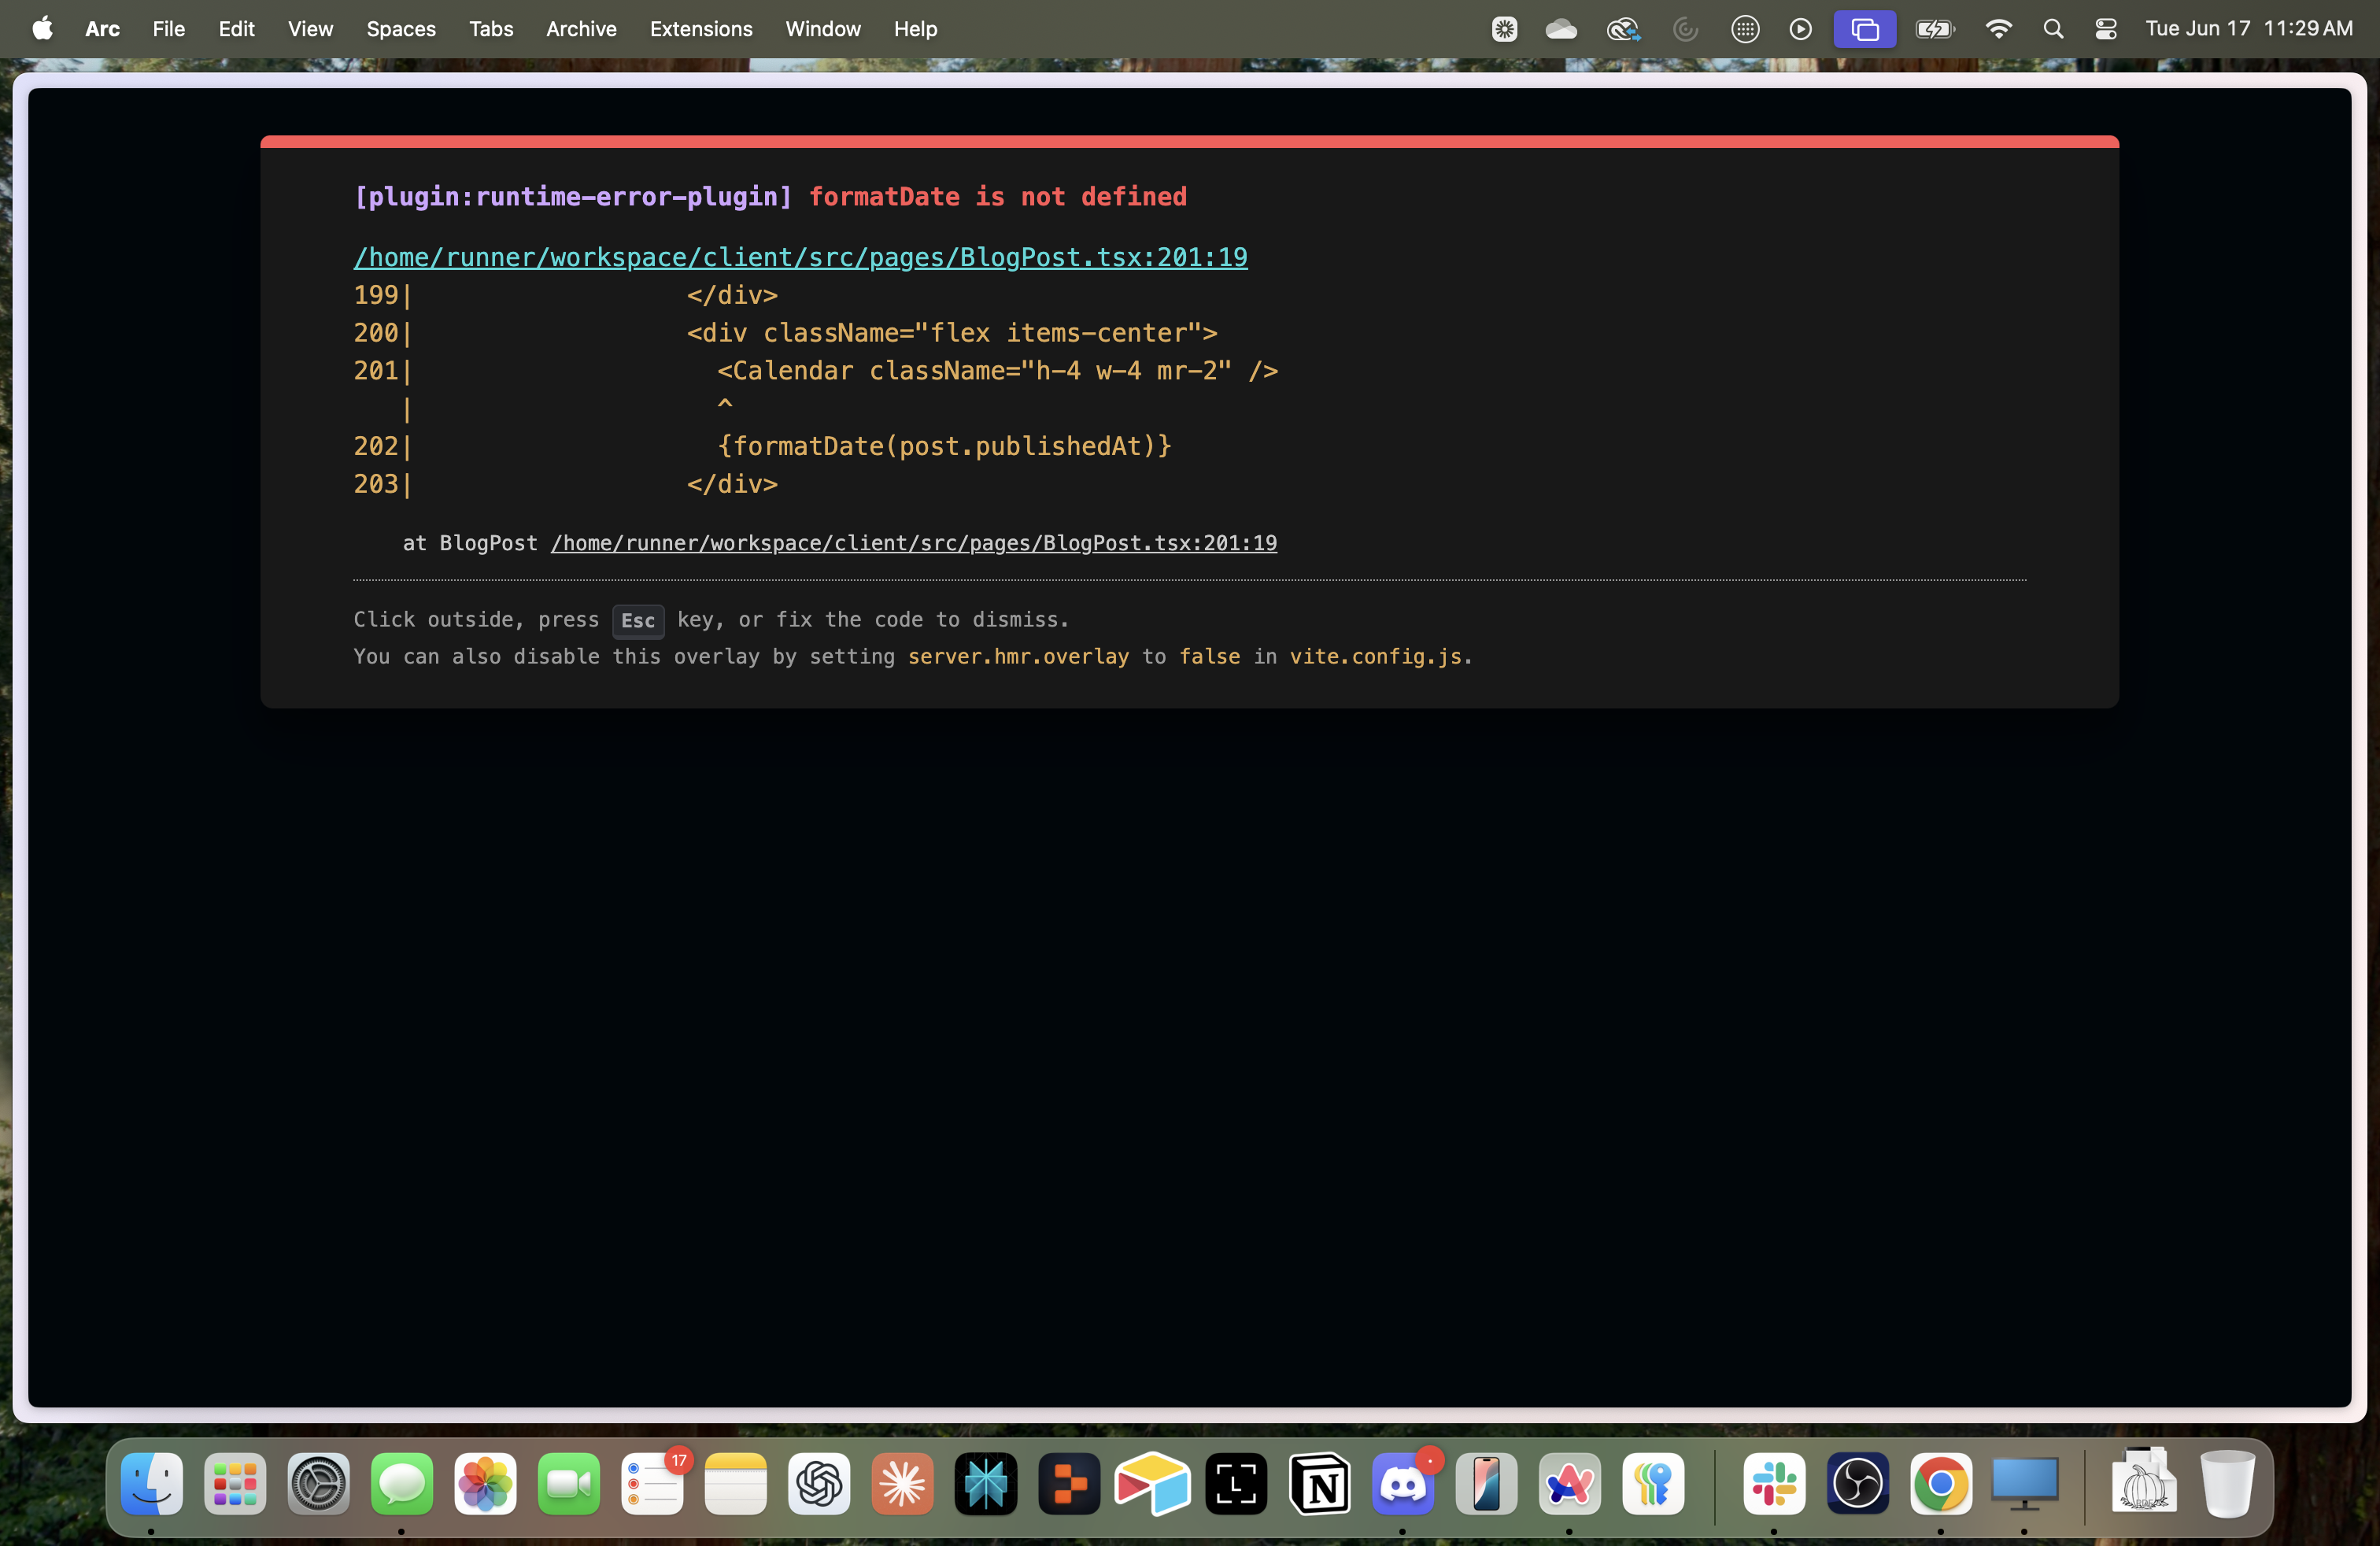 Arc File Edit View Spaces Tabs Archive Extensions Window Help Tue Jun 17 11:29 AM
[plugin:runtime-error-plugin] formatDate is not defined
/home/runner/workspace/client/src/pages/BlogPost.tsx:201:19
199|                  </div>
200|                  <div className="flex items-center">
201|                    <Calendar className="h-4 w-4 mr-2" />
   |                    ^
202|                    {formatDate(post.publishedAt)}
203|                  </div>
at BlogPost /home/runner/workspace/client/src/pages/BlogPost.tsx:201:19
Click outside, press Esc key, or fix the code to dismiss.
You can also disable this overlay by setting server.hmr.overlay to false in vite.config.js.
17
L
N